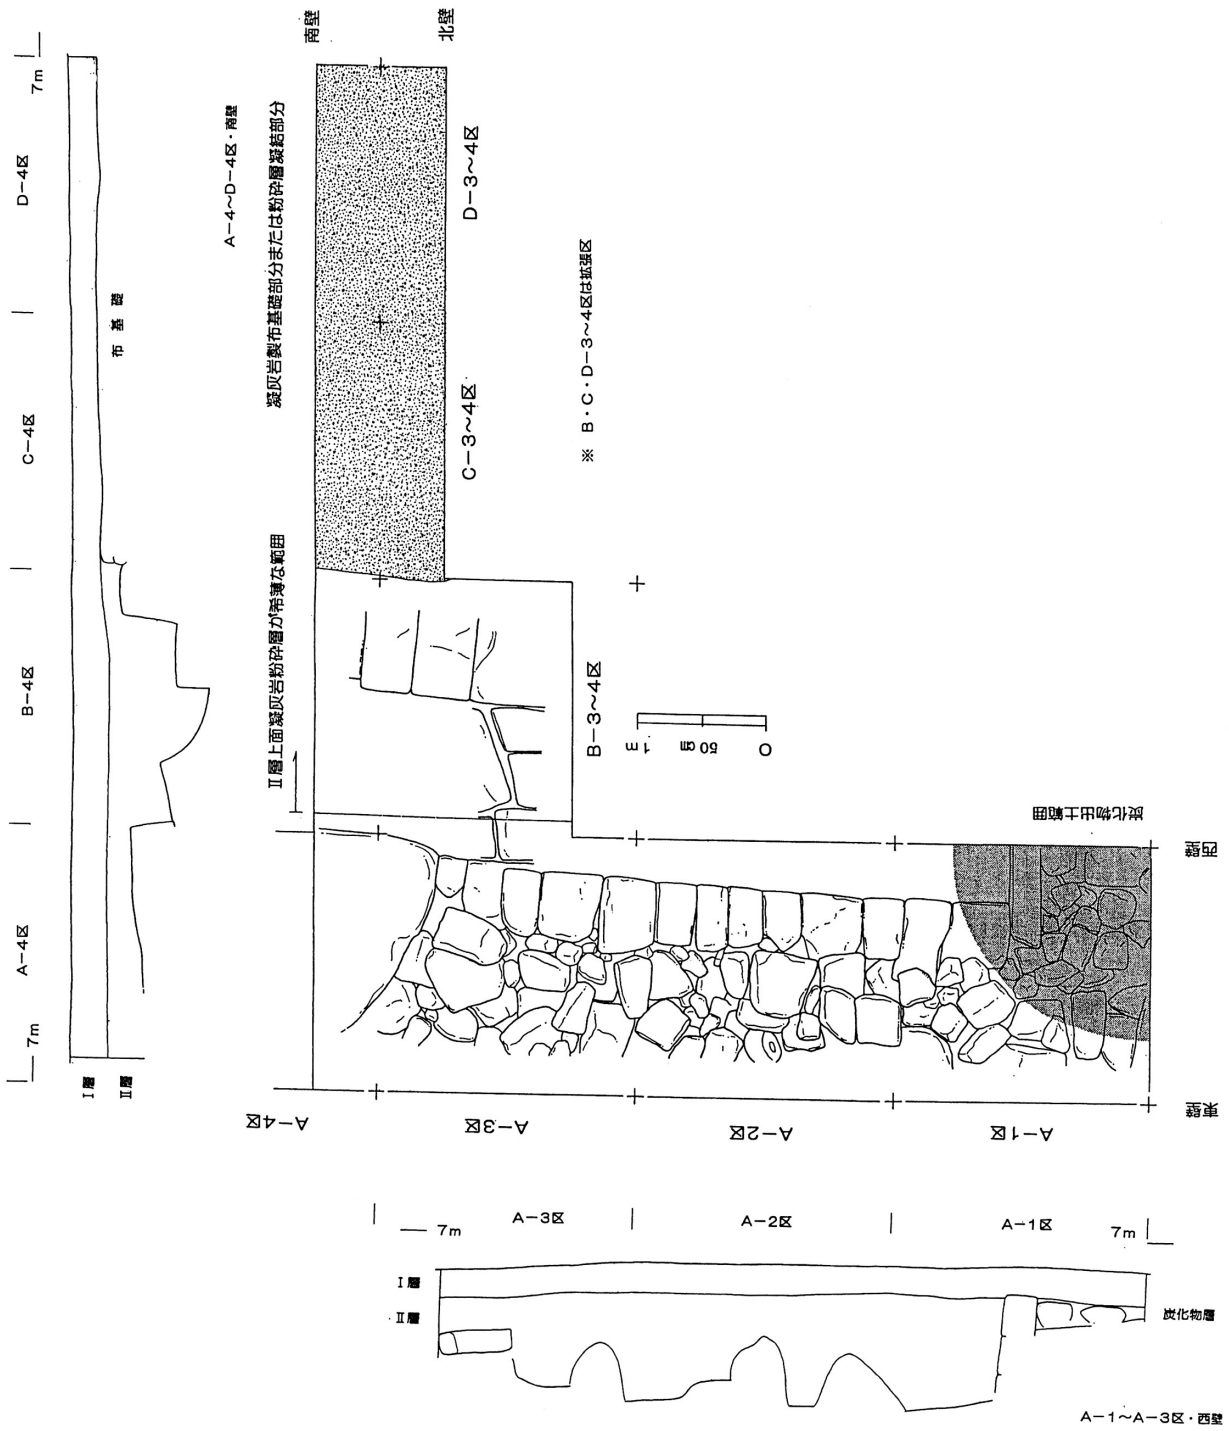 南壁
北壁
7m
D-4区
C-4区
B-4区
A-4区
7m
布基礎
Ⅰ層
Ⅱ層
A-4~D-4区・南壁
凝灰岩製布基礎部分または粉砕層凝結部分
Ⅱ層上面凝灰岩粉砕層が希薄な範囲
D-3~4区
C-3~4区
※ B・C・D-3~4区は拡張区
B-3~4区
1m
50㎝
0
炭化物出土範囲
西壁
東壁
A-4区
A-3区
A-2区
A-1区
7m
A-3区
A-2区
A-1区
7m
Ⅰ層
Ⅱ層
炭化物層
A-1~A-3区・西壁